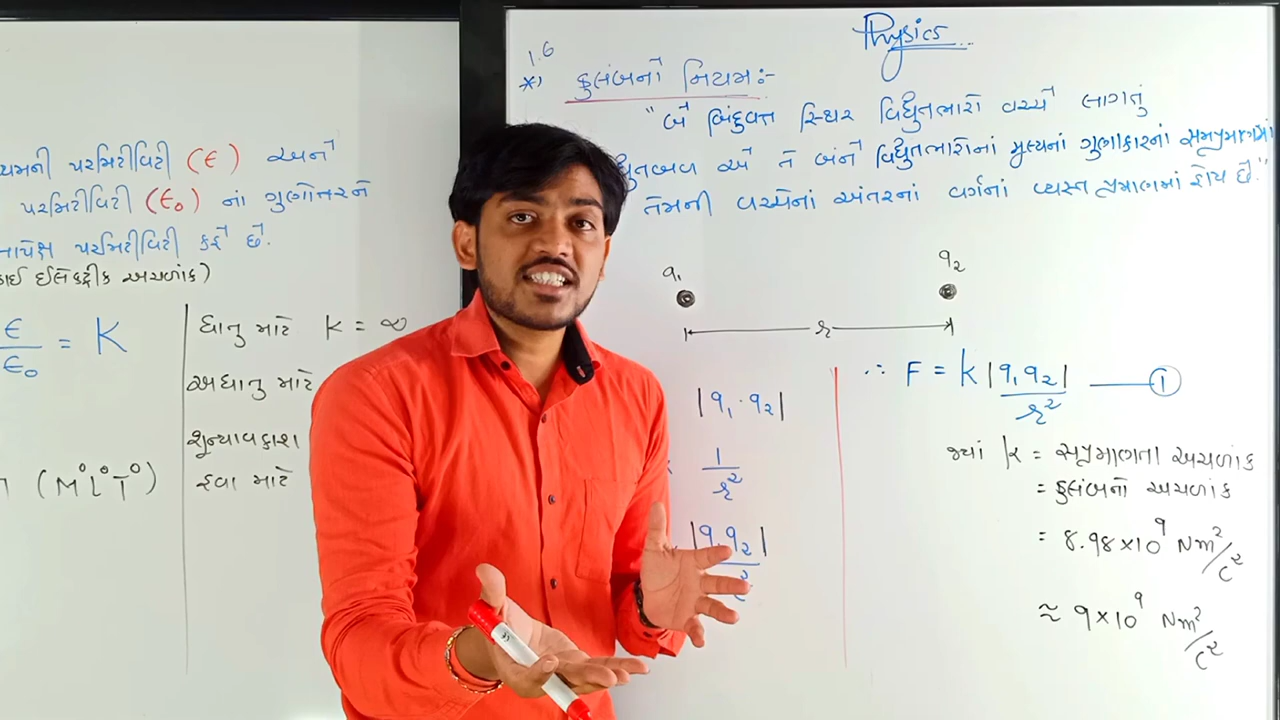 Physics
1.6
* કુલંબનો નિયમ :-
"બે બિંદુવત્ત સ્થિર વિદ્યુતભારો વચ્ચે લાગતું
દ્યુતબળ એ તે બંને વિદ્યુતભારોનાં મુલ્યનાં ગુણાકારનાં સમપ્રમાણમાં
તેમની વચ્ચેનાં અંતરનાં વર્ગનાં વ્યસ્ત પ્રમાણમાં હોય છે."
q₁ q₂
r
|q₁ · q₂|
1/r²
|q₁q₂|
r²
∴ F = k |q₁q₂|/r² —— ①
જ્યાં k = સપ્રમાણતા અચળાંક
= કુલંબનો અચળાંક
= 8.98×10⁹ Nm²/C²
≈ 9×10⁹ Nm²/C²
યમની પરમિટીવિટી (ϵ) અને
પરમિટીવિટી (ϵ₀) નાં ગુણોત્તરને
સાપેક્ષ પરમિટીવિટી કહે છે.
ડાઈ ઈલેક્ટ્રીક અચળાંક)
ϵ/ϵ₀ = K
(M⁰L⁰T⁰)
ધાતુ માટે k = ∞
અધાતુ માટે
શૂન્યાવકાશ
હવા માટે